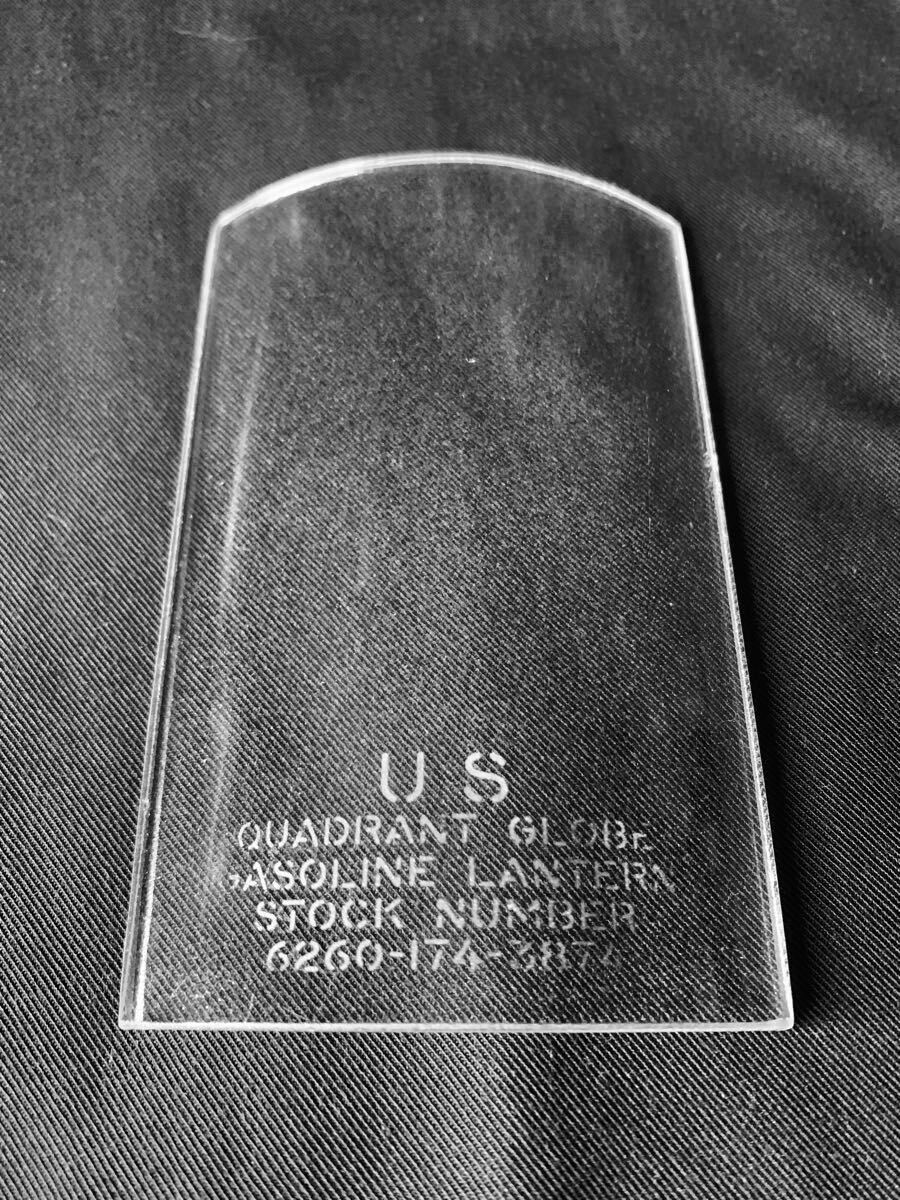 U S
QUADRANT GLOBE
GASOLINE LANTERN
STOCK NUMBER
6260-174-3874